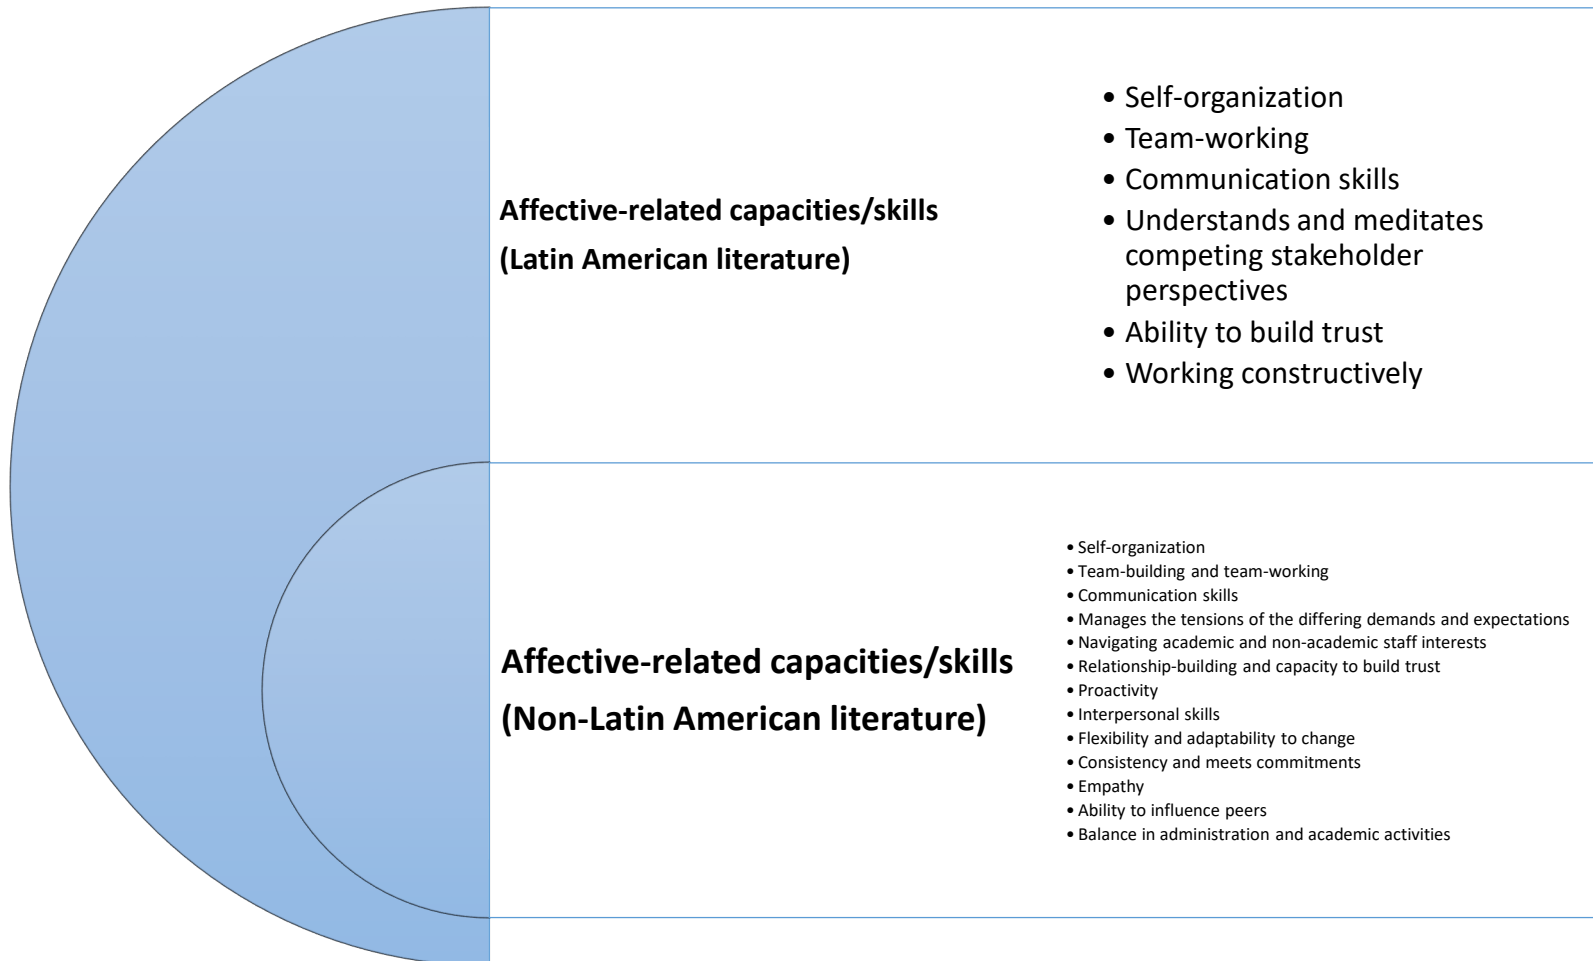 Affective-related capacities/skills
(Latin American literature)
• Self-organization
• Team-working
• Communication skills
• Understands and meditates
competing stakeholder
perspectives
• Ability to build trust
• Working constructively
Affective-related capacities/skills
(Non-Latin American literature)
• Self-organization
• Team-building and team-working
• Communication skills
• Manages the tensions of the differing demands and expectations
• Navigating academic and non-academic staff interests
• Relationship-building and capacity to build trust
• Proactivity
• Interpersonal skills
• Flexibility and adaptability to change
• Consistency and meets commitments
• Empathy
• Ability to influence peers
• Balance in administration and academic activities